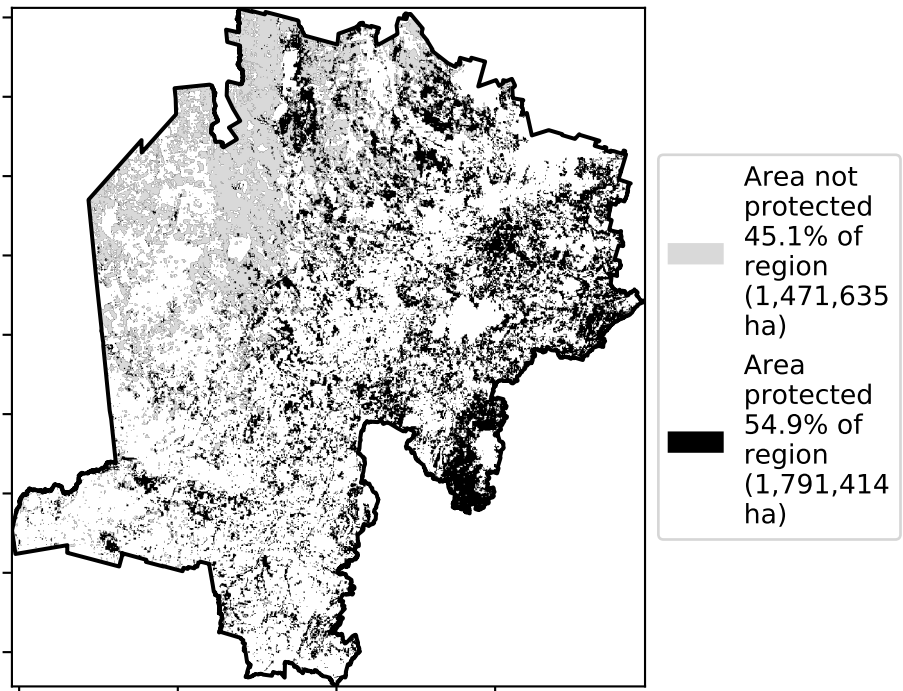 Area not
protected
45.1% of
region
(1,471,635
ha)
Area
protected
54.9% of
region
(1,791,414
ha)